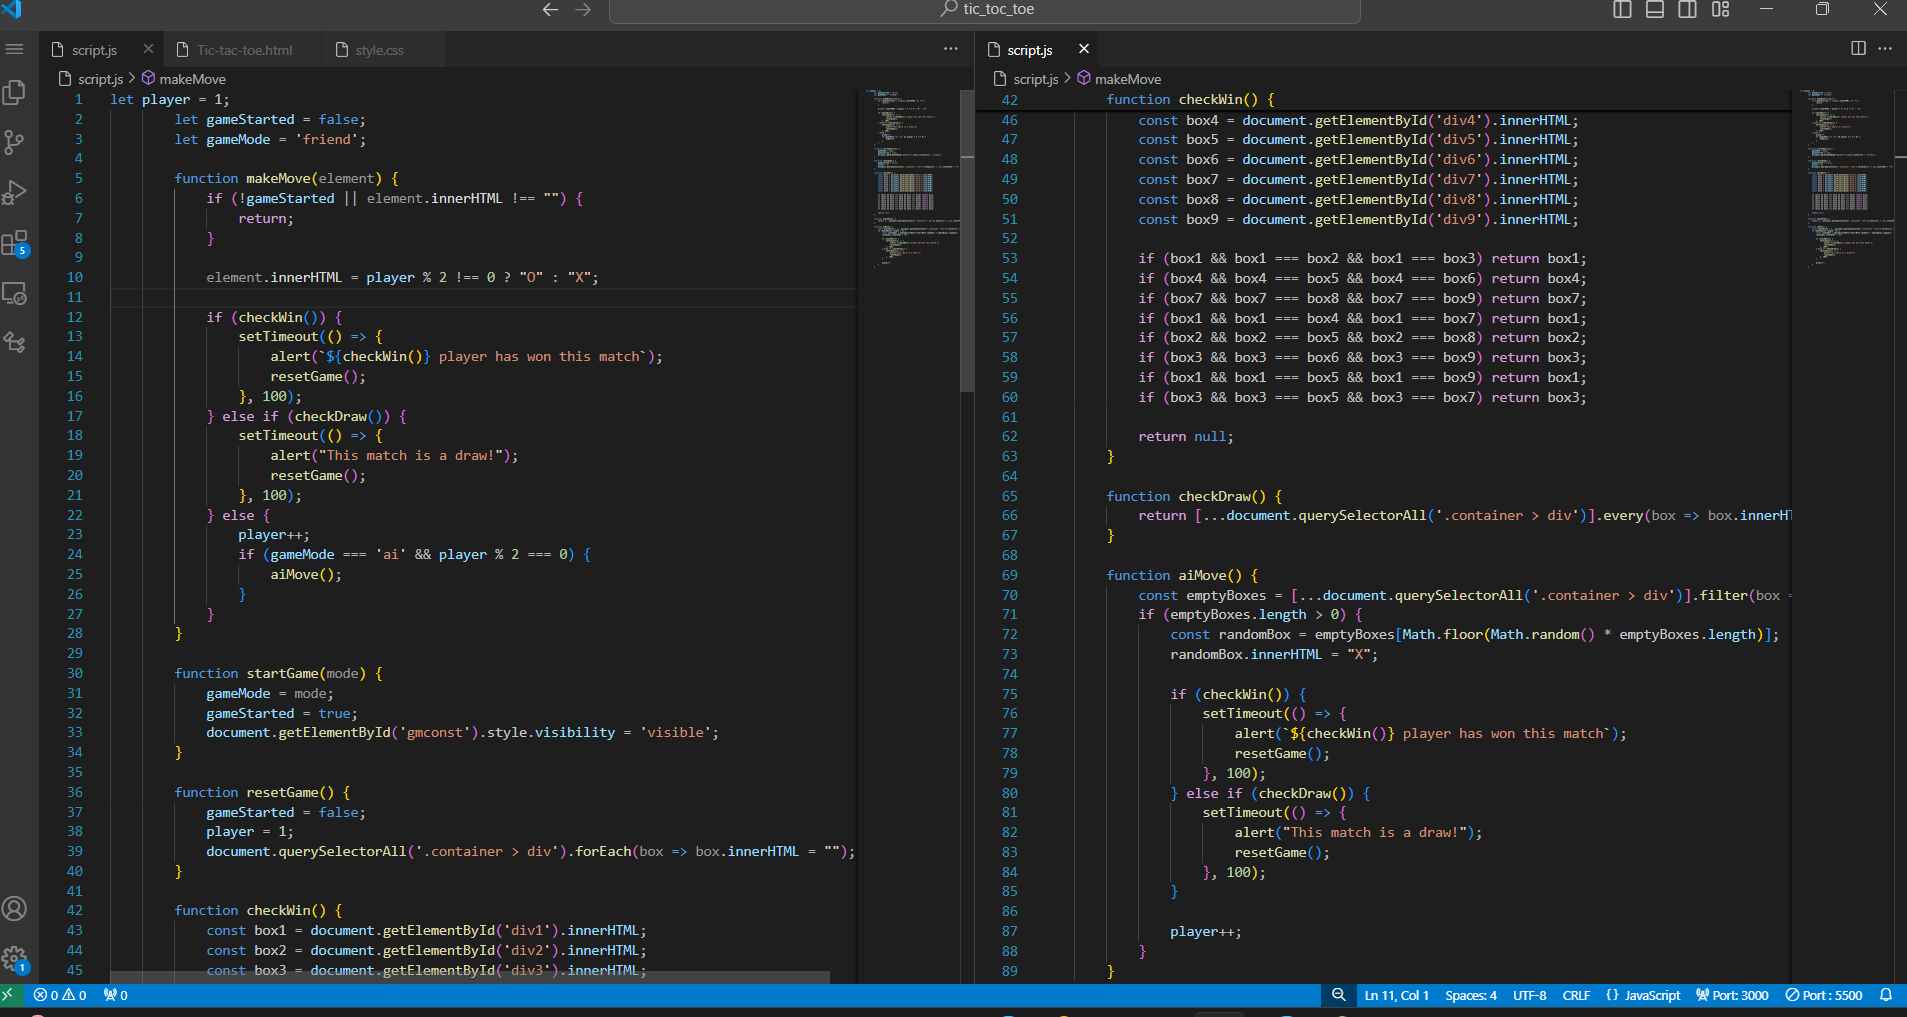 tic_toc_toe
script.js
Tic-tac-toe.html
style.css
script.js > makeMove
1 let player = 1;
2 let gameStarted = false;
3 let gameMode = 'friend';
4
5 function makeMove(element) {
6 if (!gameStarted || element.innerHTML !== "") {
7 return;
8 }
9
10 element.innerHTML = player % 2 !== 0 ? "O" : "X";
11
12 if (checkWin()) {
13 setTimeout(() => {
14 alert(`${checkWin()} player has won this match`);
15 resetGame();
16 }, 100);
17 } else if (checkDraw()) {
18 setTimeout(() => {
19 alert("This match is a draw!");
20 resetGame();
21 }, 100);
22 } else {
23 player++;
24 if (gameMode === 'ai' && player % 2 === 0) {
25 aiMove();
26 }
27 }
28 }
29
30 function startGame(mode) {
31 gameMode = mode;
32 gameStarted = true;
33 document.getElementById('gmconst').style.visibility = 'visible';
34 }
35
36 function resetGame() {
37 gameStarted = false;
38 player = 1;
39 document.querySelectorAll('.container > div').forEach(box => box.innerHTML = "");
40 }
41
42 function checkWin() {
43 const box1 = document.getElementById('div1').innerHTML;
44 const box2 = document.getElementById('div2').innerHTML;
45 const box3 = document.getElementById('div3').innerHTML;
script.js
script.js > makeMove
42 function checkWin() {
46 const box4 = document.getElementById('div4').innerHTML;
47 const box5 = document.getElementById('div5').innerHTML;
48 const box6 = document.getElementById('div6').innerHTML;
49 const box7 = document.getElementById('div7').innerHTML;
50 const box8 = document.getElementById('div8').innerHTML;
51 const box9 = document.getElementById('div9').innerHTML;
52
53 if (box1 && box1 === box2 && box1 === box3) return box1;
54 if (box4 && box4 === box5 && box4 === box6) return box4;
55 if (box7 && box7 === box8 && box7 === box9) return box7;
56 if (box1 && box1 === box4 && box1 === box7) return box1;
57 if (box2 && box2 === box5 && box2 === box8) return box2;
58 if (box3 && box3 === box6 && box3 === box9) return box3;
59 if (box1 && box1 === box5 && box1 === box9) return box1;
60 if (box3 && box3 === box5 && box3 === box7) return box3;
61
62 return null;
63 }
64
65 function checkDraw() {
66 return [...document.querySelectorAll('.container > div')].every(box => box.innerHT
67 }
68
69 function aiMove() {
70 const emptyBoxes = [...document.querySelectorAll('.container > div')].filter(box =
71 if (emptyBoxes.length > 0) {
72 const randomBox = emptyBoxes[Math.floor(Math.random() * emptyBoxes.length)];
73 randomBox.innerHTML = "X";
74
75 if (checkWin()) {
76 setTimeout(() => {
77 alert(`${checkWin()} player has won this match`);
78 resetGame();
79 }, 100);
80 } else if (checkDraw()) {
81 setTimeout(() => {
82 alert("This match is a draw!");
83 resetGame();
84 }, 100);
85 }
86
87 player++;
88 }
89 }
5
1
0 0 0 Ln 11, Col 1 Spaces: 4 UTF-8 CRLF {} JavaScript Port: 3000 Port : 5500